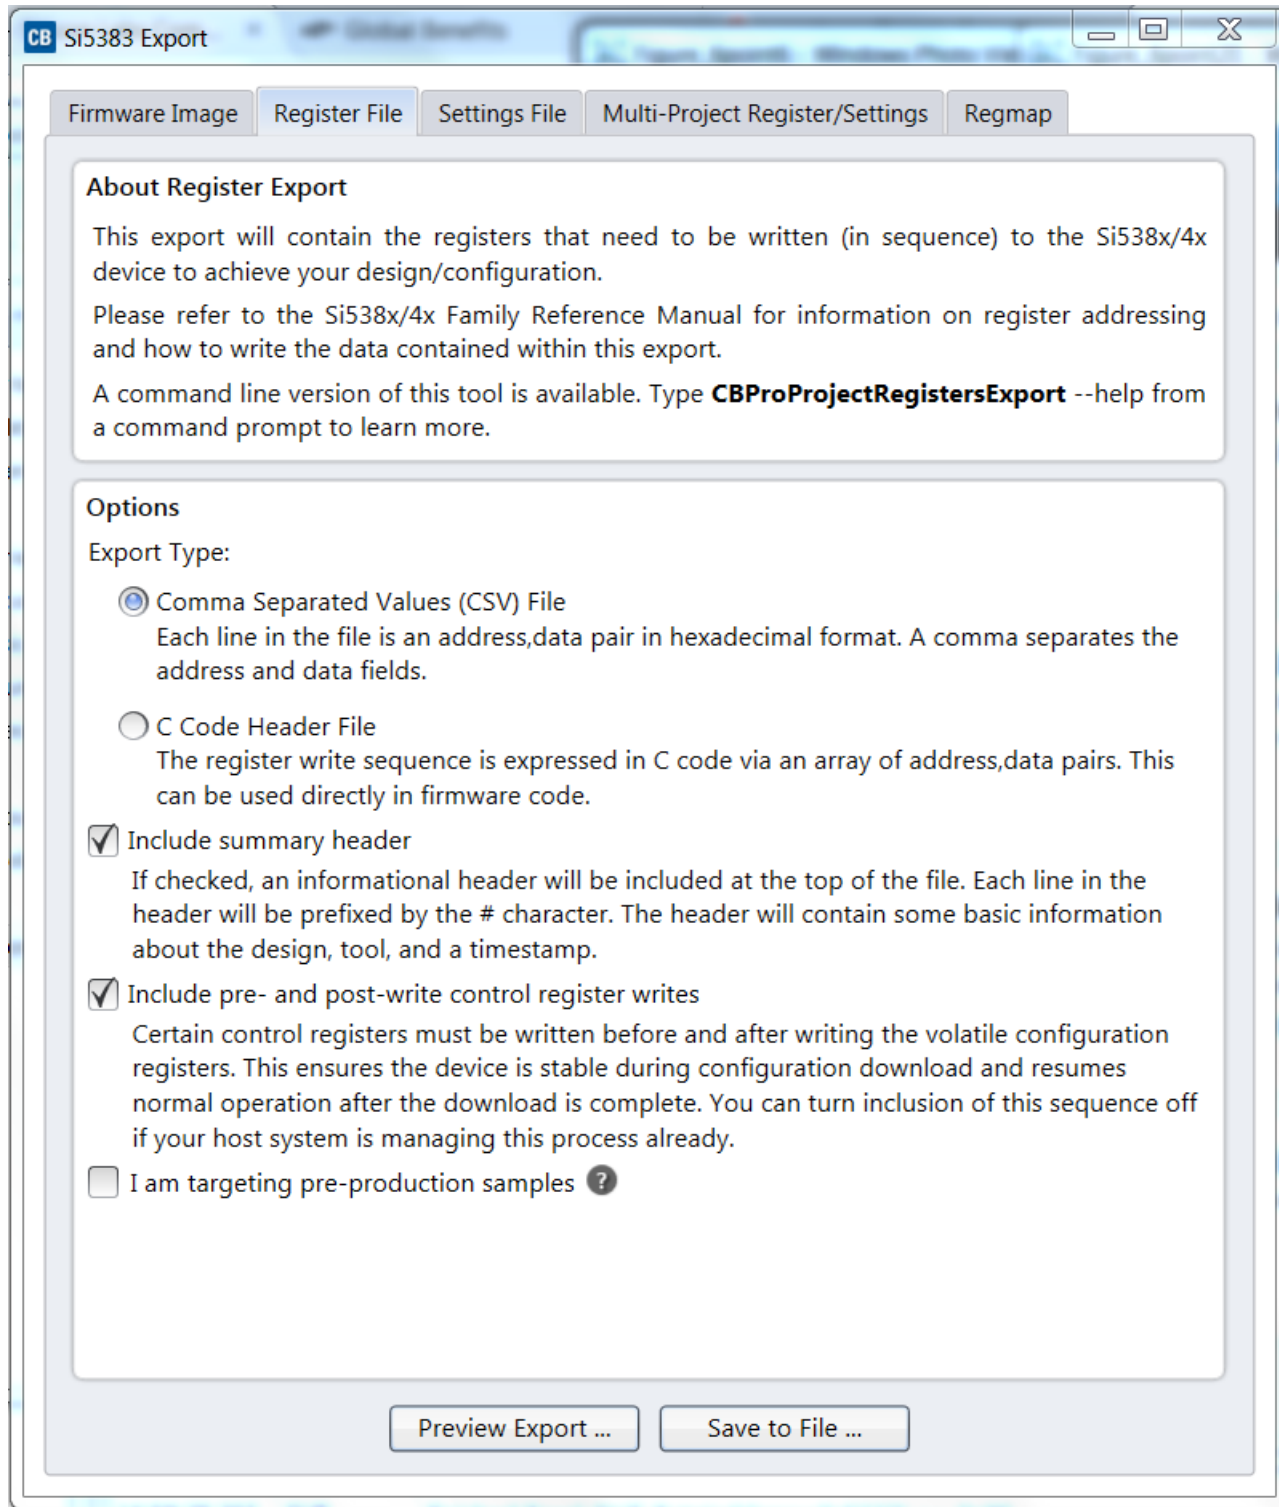 Global Benefits
CB Si5383 Export
Firmware Image Register File Settings File Multi-Project Register/Settings Regmap
About Register Export
This export will contain the registers that need to be written (in sequence) to the Si538x/4x
device to achieve your design/configuration.
Please refer to the Si538x/4x Family Reference Manual for information on register addressing
and how to write the data contained within this export.
A command line version of this tool is available. Type CBProProjectRegistersExport --help from
a command prompt to learn more.
Options
Export Type:
Comma Separated Values (CSV) File
Each line in the file is an address,data pair in hexadecimal format. A comma separates the
address and data fields.
C Code Header File
The register write sequence is expressed in C code via an array of address,data pairs. This
can be used directly in firmware code.
Include summary header
If checked, an informational header will be included at the top of the file. Each line in the
header will be prefixed by the # character. The header will contain some basic information
about the design, tool, and a timestamp.
Include pre- and post-write control register writes
Certain control registers must be written before and after writing the volatile configuration
registers. This ensures the device is stable during configuration download and resumes
normal operation after the download is complete. You can turn inclusion of this sequence off
if your host system is managing this process already.
I am targeting pre-production samples ?
Preview Export ... Save to File ...